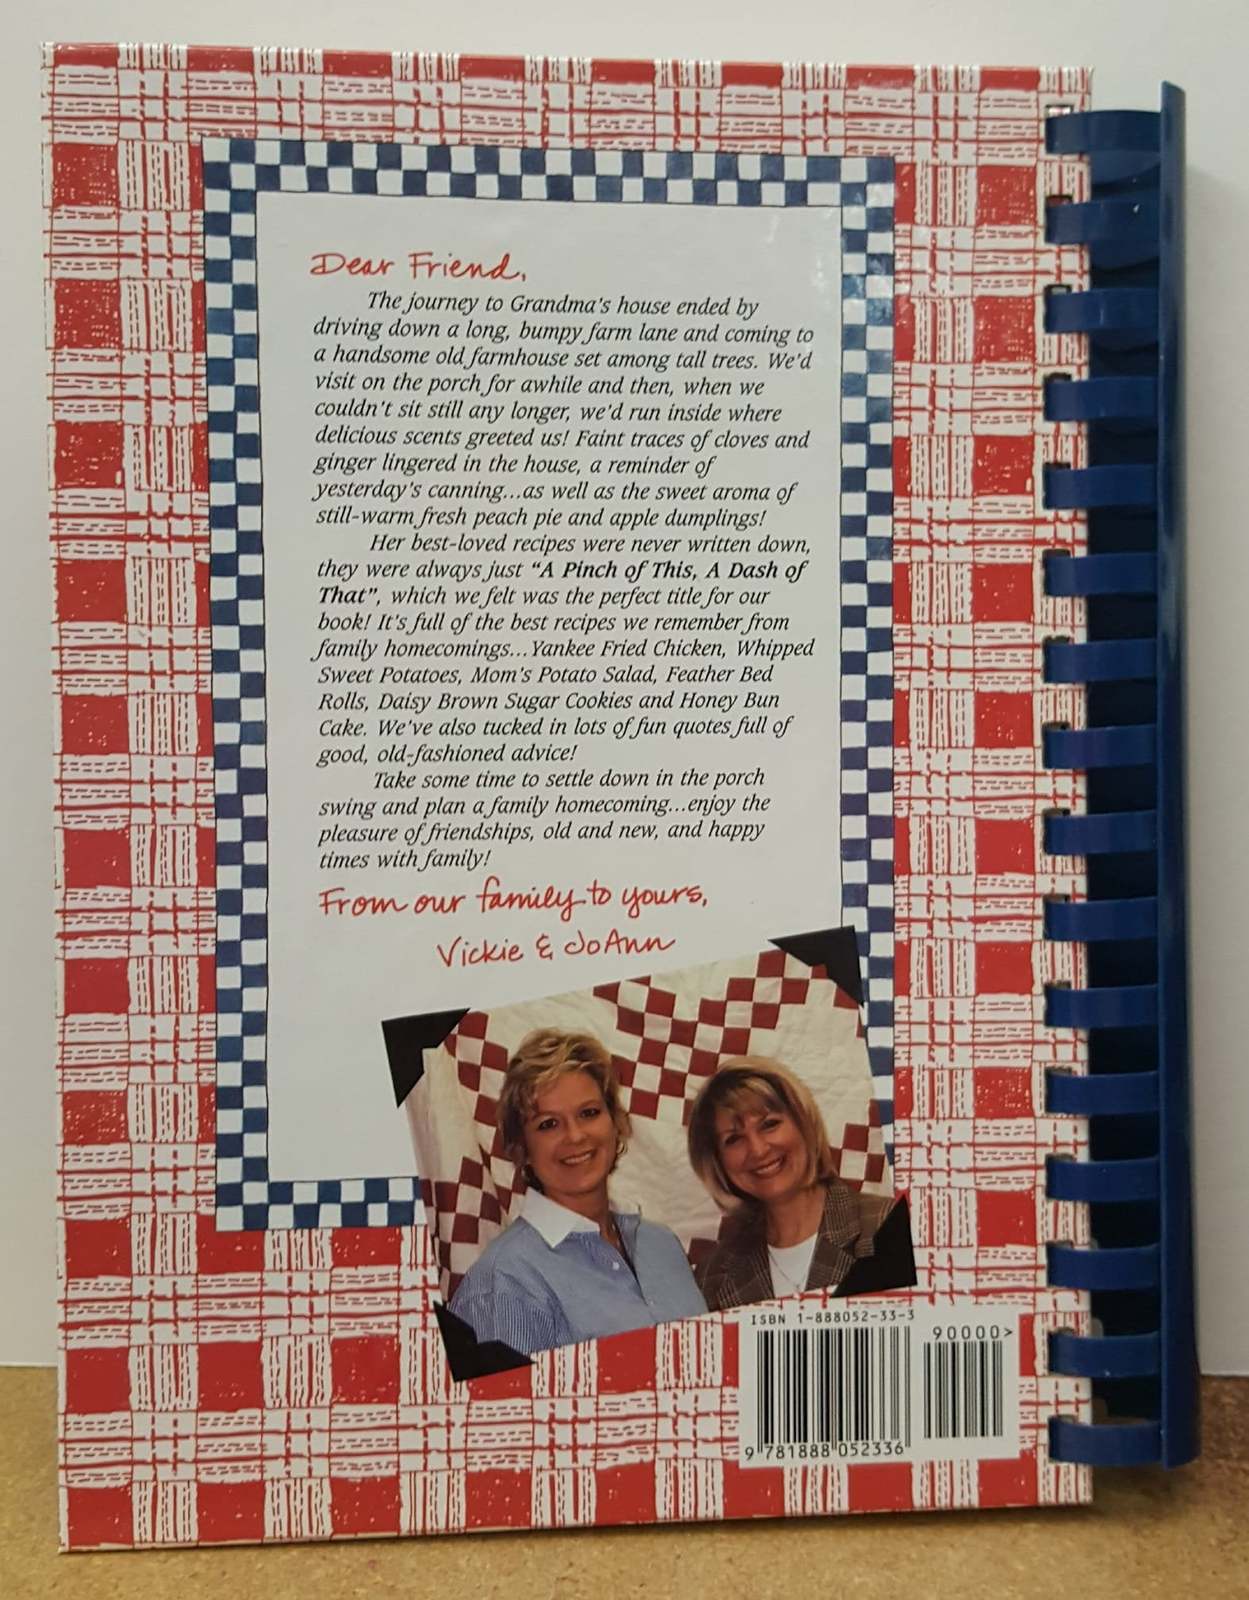 Dear Friend,
The journey to Grandma's house ended by
driving down a long, bumpy farm lane and coming to
a handsome old farmhouse set among tall trees. We'd
visit on the porch for awhile and then, when we
couldn't sit still any longer, we'd run inside where
delicious scents greeted us! Faint traces of cloves and
ginger lingered in the house, a reminder of
yesterday's canning...as well as the sweet aroma of
still-warm fresh peach pie and apple dumplings!
Her best-loved recipes were never written down,
they were always just "A Pinch of This, A Dash of
That", which we felt was the perfect title for our
book! It's full of the best recipes we remember from
family homecomings...Yankee Fried Chicken, Whipped
Sweet Potatoes, Mom's Potato Salad, Feather Bed
Rolls, Daisy Brown Sugar Cookies and Honey Bun
Cake. We've also tucked in lots of fun quotes full of
good, old-fashioned advice!
Take some time to settle down in the porch
swing and plan a family homecoming...enjoy the
pleasure of friendships, old and new, and happy
times with family!
From our family to yours,
Vickie & JoAnn
ISBN 1-888052-33-3
90000>
9 781888 052336